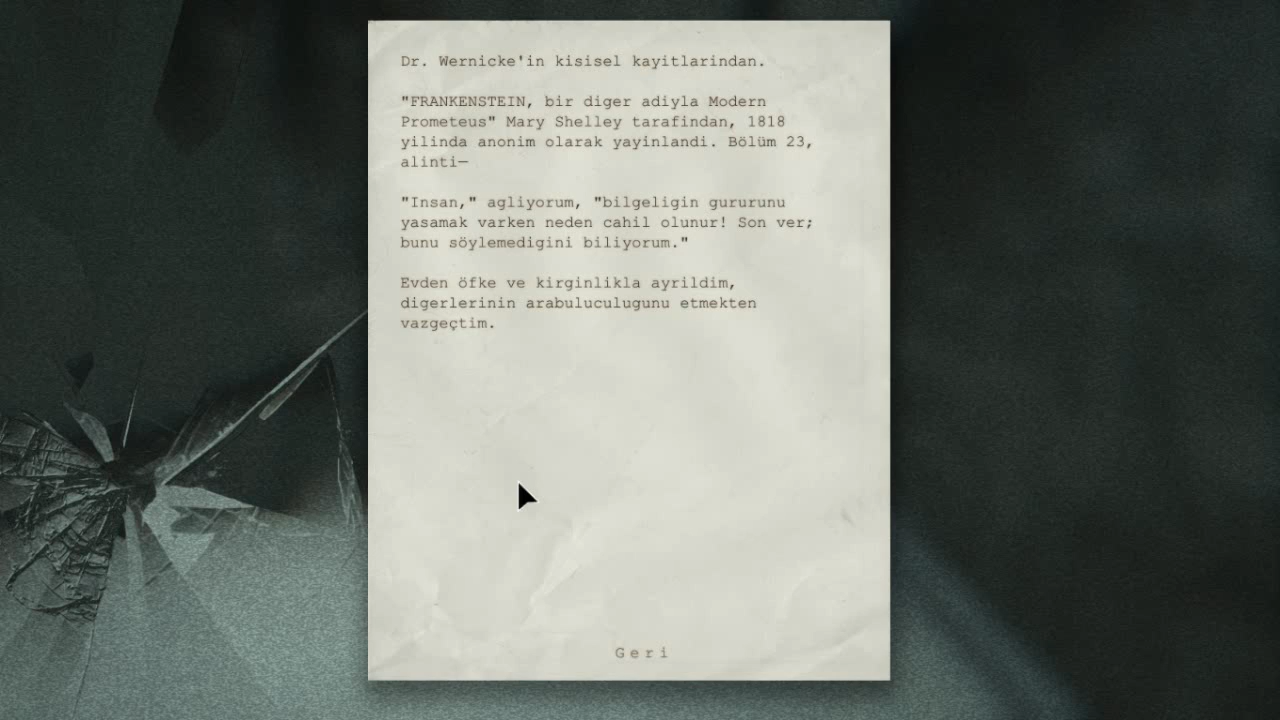 Dr. Wernicke'in kisisel kayitlarindan.
"FRANKENSTEIN, bir diger adiyla Modern
Prometeus" Mary Shelley tarafindan, 1818
yilinda anonim olarak yayinlandi. Bölüm 23,
alinti—
"Insan," agliyorum, "bilgeligin gururunu
yasamak varken neden cahil olunur! Son ver;
bunu söylemedigini biliyorum."
Evden öfke ve kirginlikla ayrildim,
digerlerinin arabuluculugunu etmekten
vazgeçtim.
Geri